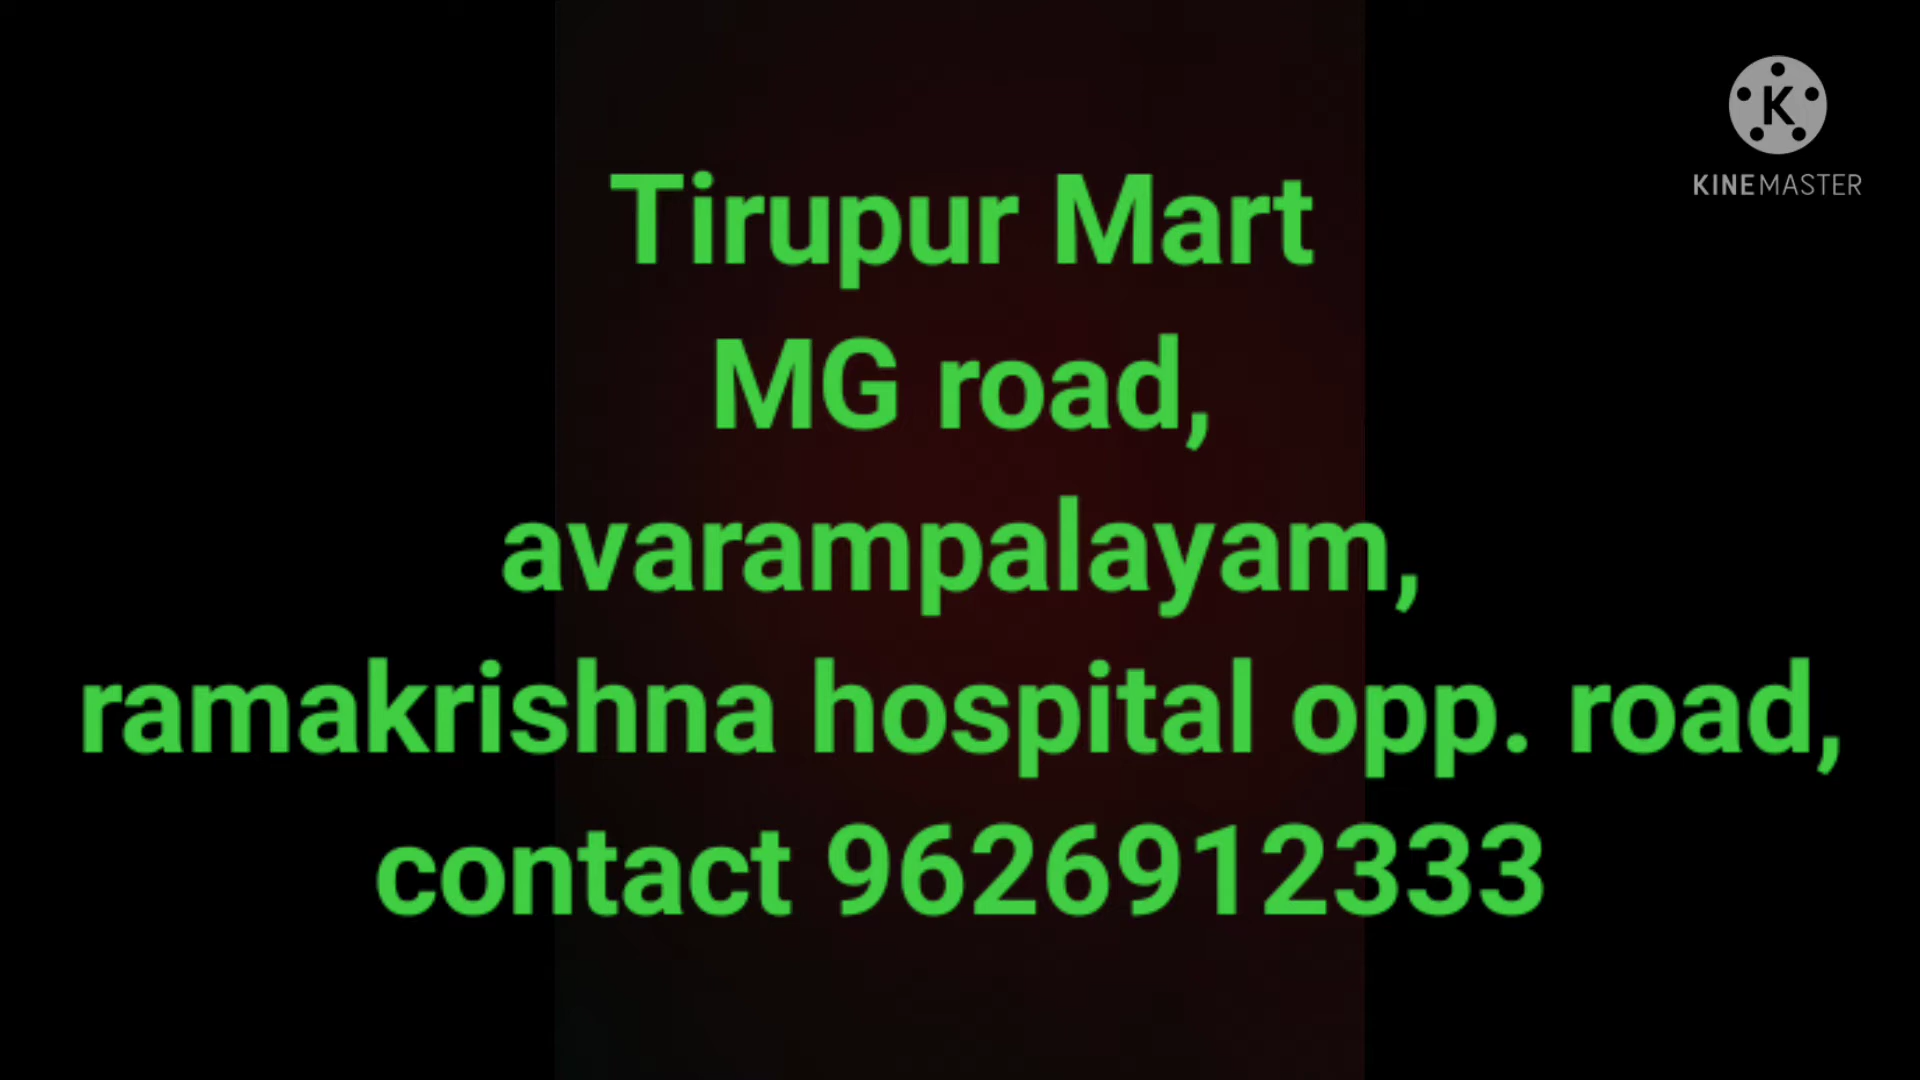 Tirupur Mart
MG road,
avarampalayam,
ramakrishna hospital opp. road,
contact 9626912333
K
KINEMASTER